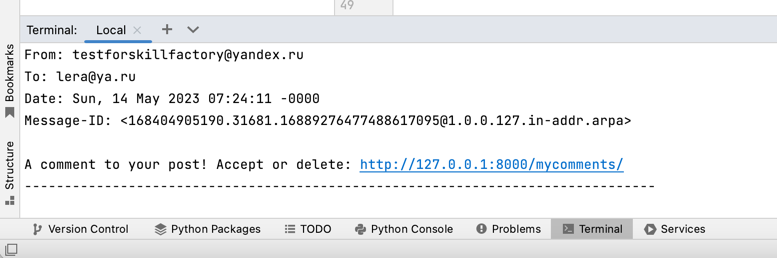 49
Terminal: Local × +
From: testforskillfactory@yandex.ru
To: lera@ya.ru
Date: Sun, 14 May 2023 07:24:11 -0000
Message-ID: <168404905190.31681.16889276477488617095@1.0.0.127.in-addr.arpa>
A comment to your post! Accept or delete: http://127.0.0.1:8000/mycomments/
-------------------------------------------------------------------------------
Bookmarks
Structure
Version Control Python Packages TODO Python Console Problems Terminal Services